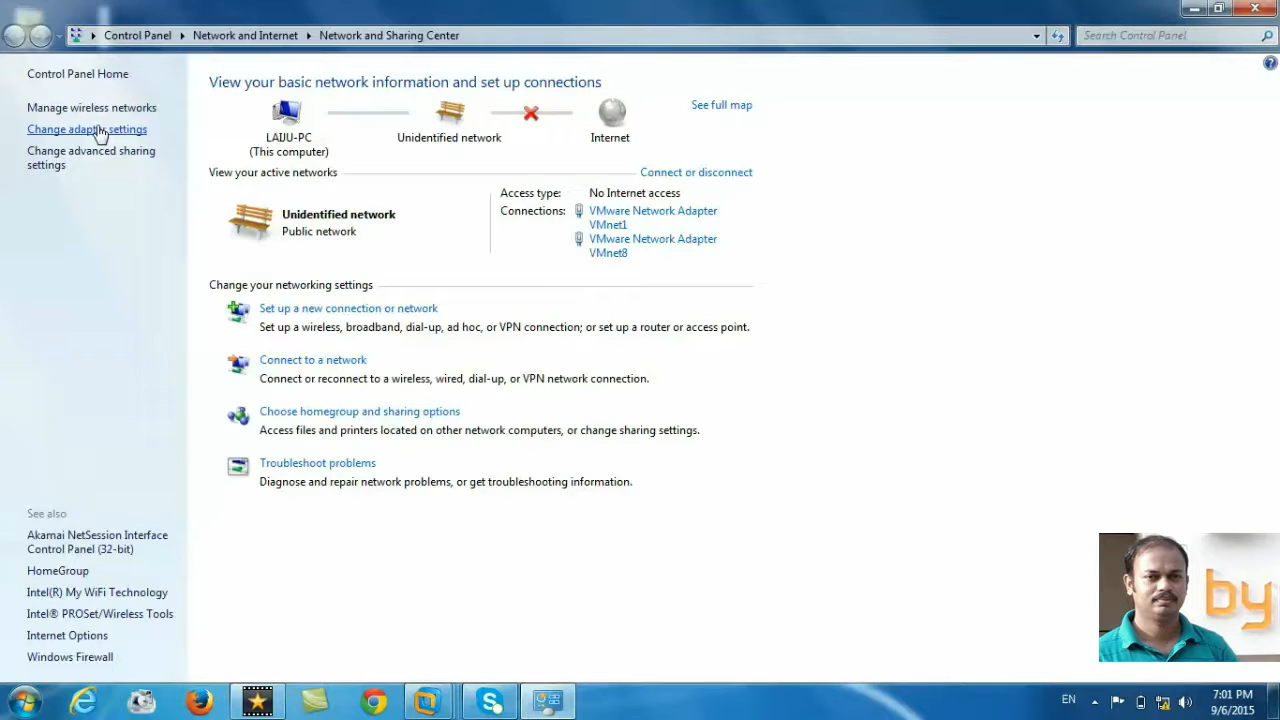 Control Panel
Network and Internet
Network and Sharing Center
Search Control Panel
Control Panel Home
Manage wireless networks
Change adapter settings
Change advanced sharing
settings
View your basic network information and set up connections
See full map
LAIJU-PC
(This computer)
Unidentified network
Internet
View your active networks
Connect or disconnect
Unidentified network
Public network
Access type: No Internet access
Connections: VMware Network Adapter
VMnet1
VMware Network Adapter
VMnet8
Change your networking settings
Set up a new connection or network
Set up a wireless, broadband, dial-up, ad hoc, or VPN connection; or set up a router or access point.
Connect to a network
Connect or reconnect to a wireless, wired, dial-up, or VPN network connection.
Choose homegroup and sharing options
Access files and printers located on other network computers, or change sharing settings.
Troubleshoot problems
Diagnose and repair network problems, or get troubleshooting information.
See also
Akamai NetSession Interface
Control Panel (32-bit)
HomeGroup
Intel(R) My WiFi Technology
Intel® PROSet/Wireless Tools
Internet Options
Windows Firewall
by
EN
7:01 PM
9/6/2015